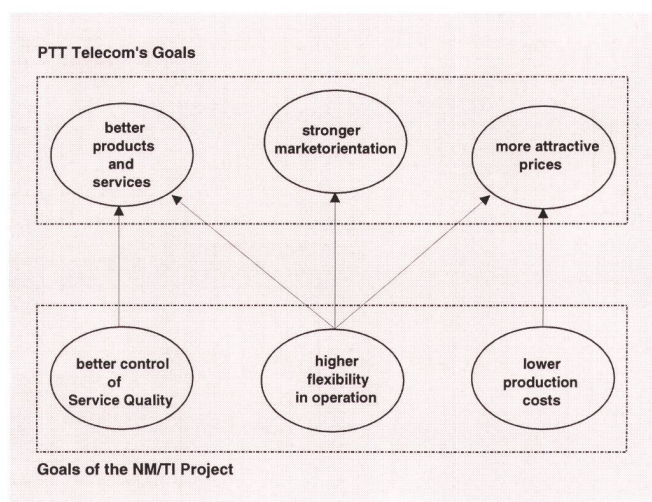 PTT Telecom's Goals
better
products
and
services
stronger
marketorientation
more attractive
prices
better control
of
Service Quality
higher
flexibility
in operation
lower
production
costs
Goals of the NM/TI Project